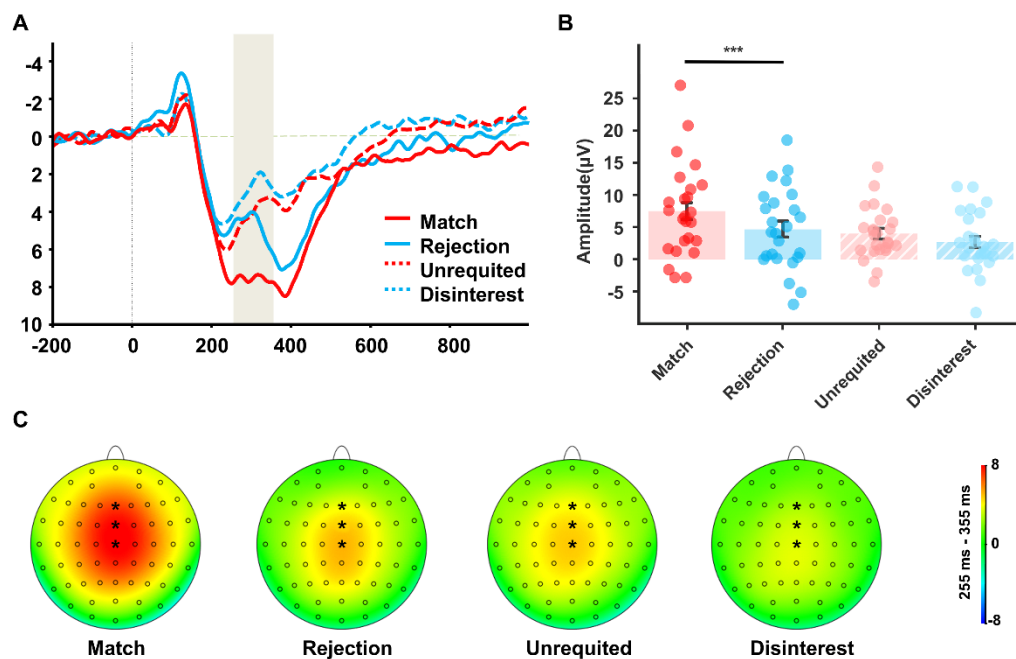 A
-4
-2
0
2
4
6
8
10
-200
0
200
400
600
800
Match
Rejection
Unrequited
Disinterest
B
***
Amplitude(µV)
25
20
15
10
5
0
-5
Match
Rejection
Unrequited
Disinterest
C
*
*
*
*
*
*
*
*
*
*
*
*
Match
Rejection
Unrequited
Disinterest
255 ms - 355 ms
8
0
-8